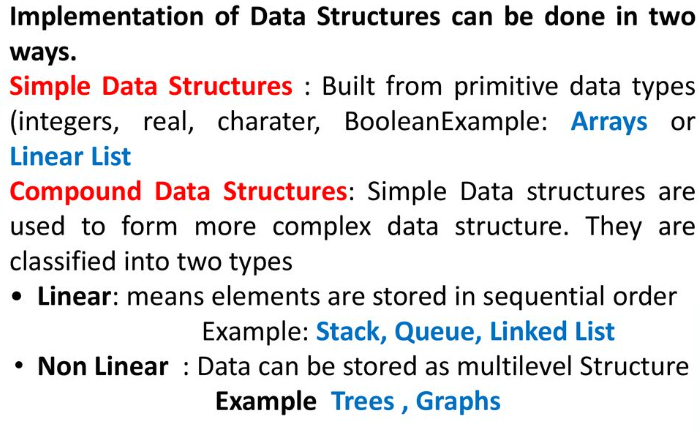 Implementation of Data Structures can be done in two
ways.
Simple Data Structures : Built from primitive data types
(integers, real, charater, BooleanExample: Arrays or
Linear List
Compound Data Structures: Simple Data structures are
used to form more complex data structure. They are
classified into two types
• Linear: means elements are stored in sequential order
Example: Stack, Queue, Linked List
• Non Linear : Data can be stored as multilevel Structure
Example Trees , Graphs